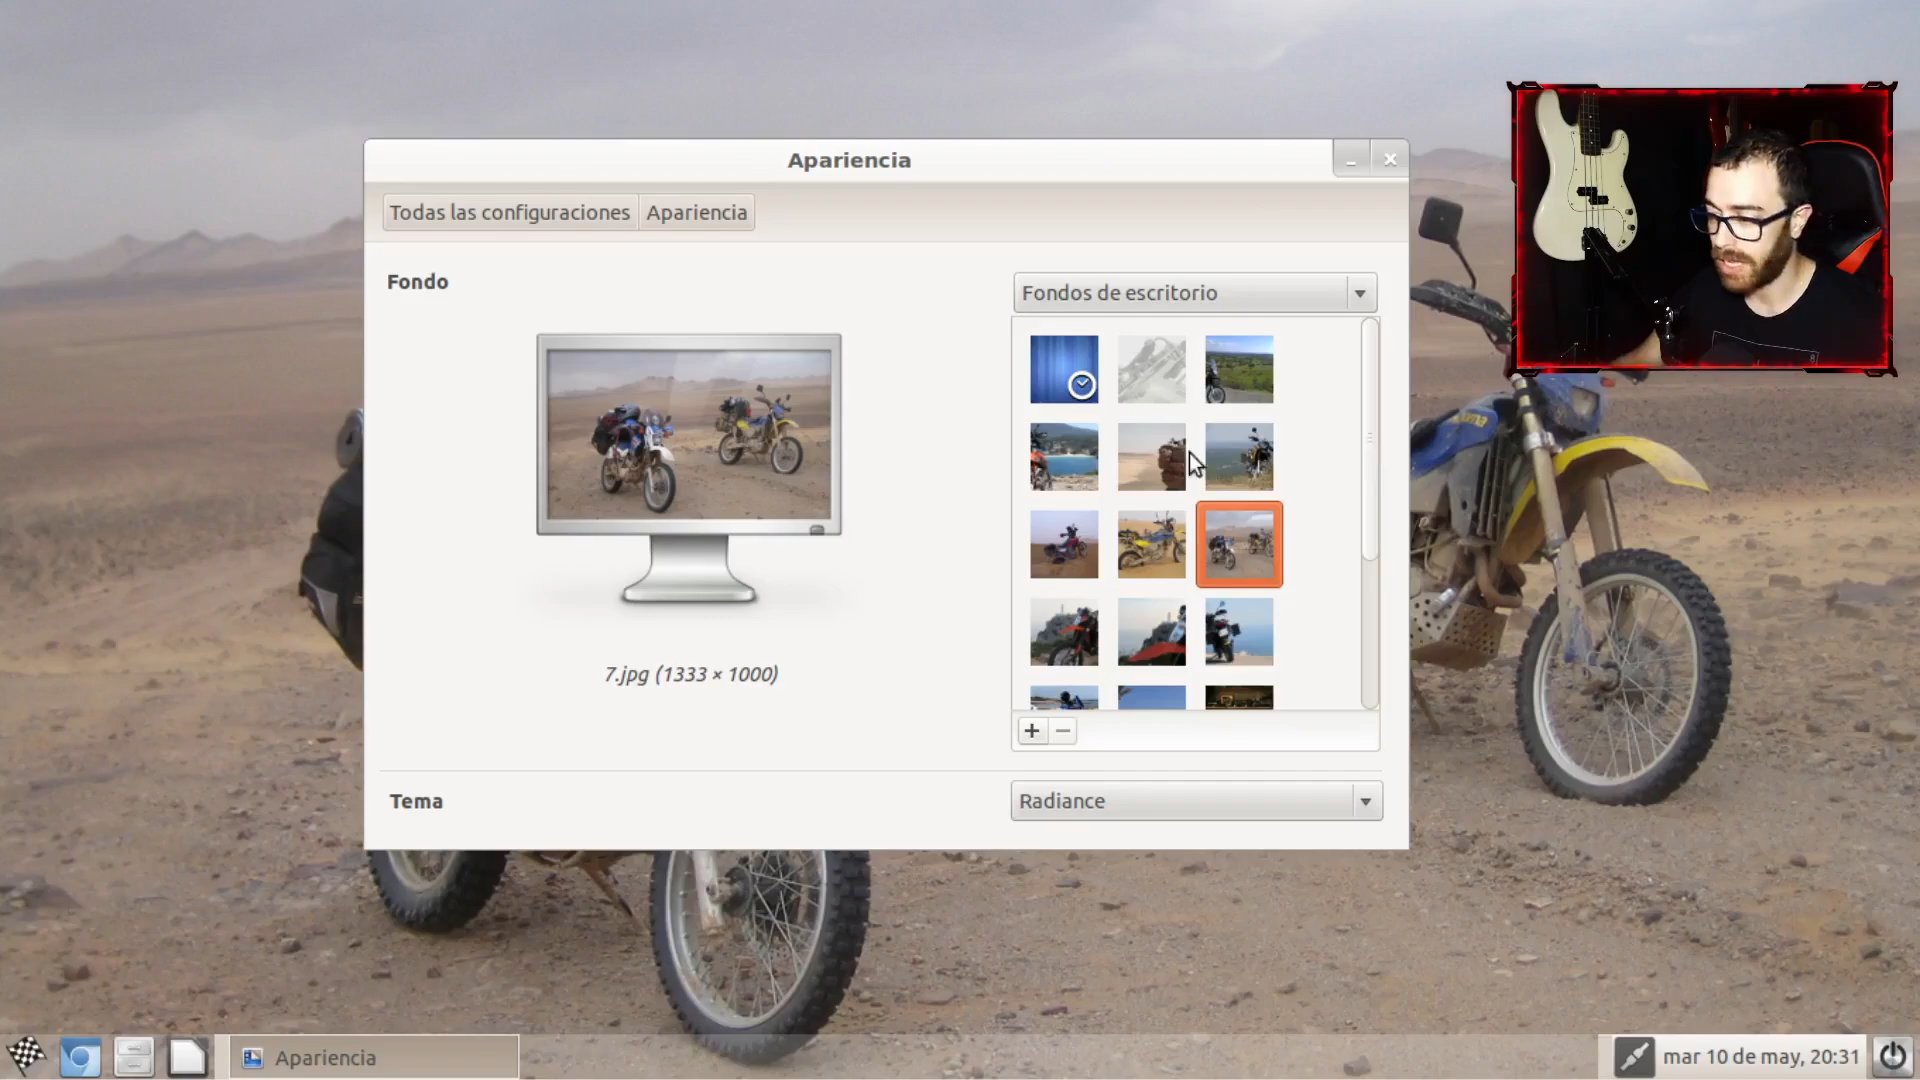 Apariencia
Todas las configuraciones
Apariencia
Fondo
Fondos de escritorio
7.jpg (1333 × 1000)
Tema
Radiance
Apariencia
mar 10 de may, 20:31